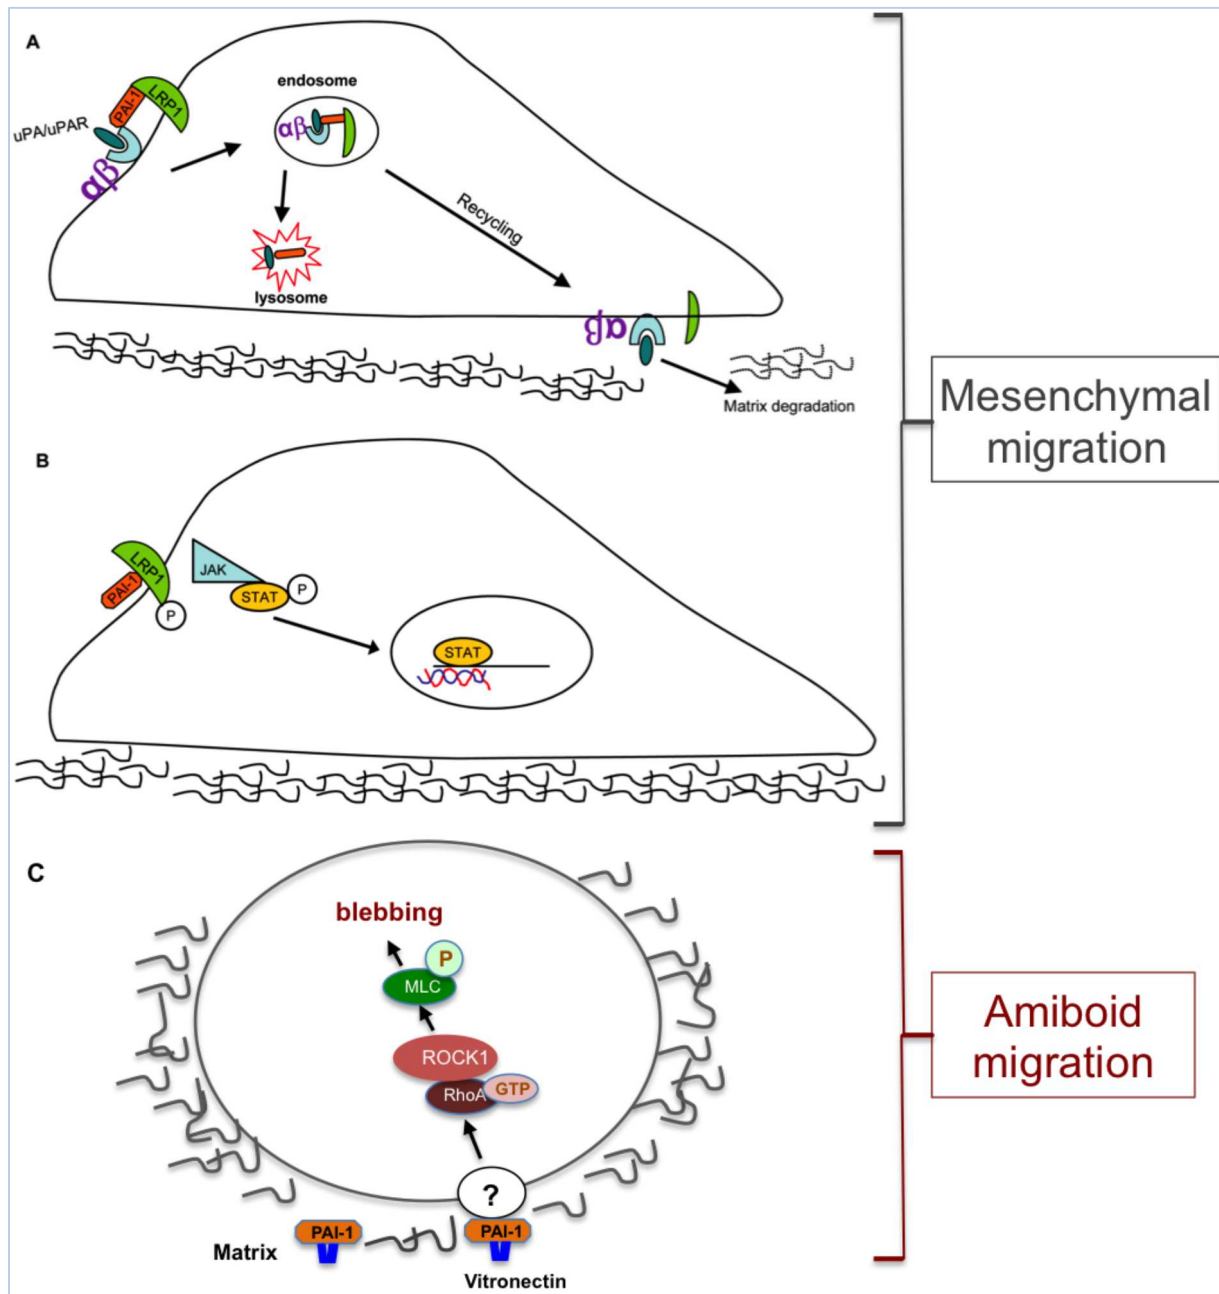 A
endosome
PAI-1
LRP1
uPA/uPAR
αβ
αβ
Recycling
lysosome
αβ
Matrix degradation
Mesenchymal
migration
B
LRP1
PAI-1
P
JAK
STAT
P
STAT
C
blebbing
P
MLC
ROCK1
RhoA
GTP
?
PAI-1
PAI-1
Matrix
Vitronectin
Amiboid
migration